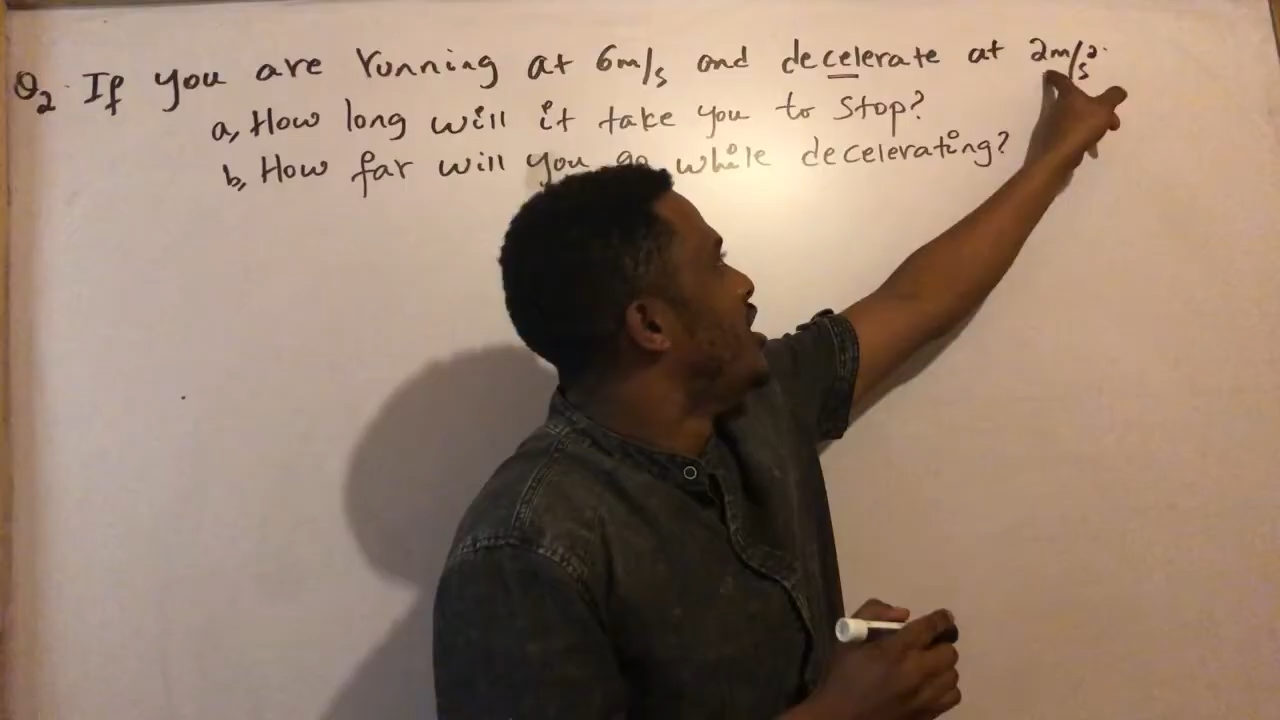 Q2. If you are running at 6m/s and decelerate at 2m/s².
a, How long will it take you to stop?
b, How far will you go while decelerating?